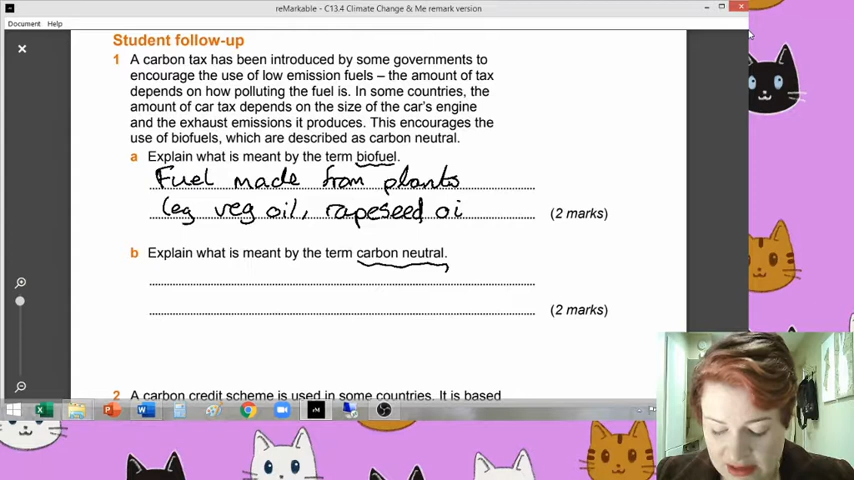 reMarkable - C13.4 Climate Change & Me remark version
Document Help
Student follow-up
1 A carbon tax has been introduced by some governments to
encourage the use of low emission fuels – the amount of tax
depends on how polluting the fuel is. In some countries, the
amount of car tax depends on the size of the car's engine
and the exhaust emissions it produces. This encourages the
use of biofuels, which are described as carbon neutral.
a Explain what is meant by the term biofuel.
Fuel made from plants
(eg veg oil, rapeseed oi
(2 marks)
b Explain what is meant by the term carbon neutral.
(2 marks)
2 A carbon credit scheme is used in some countries. It is based